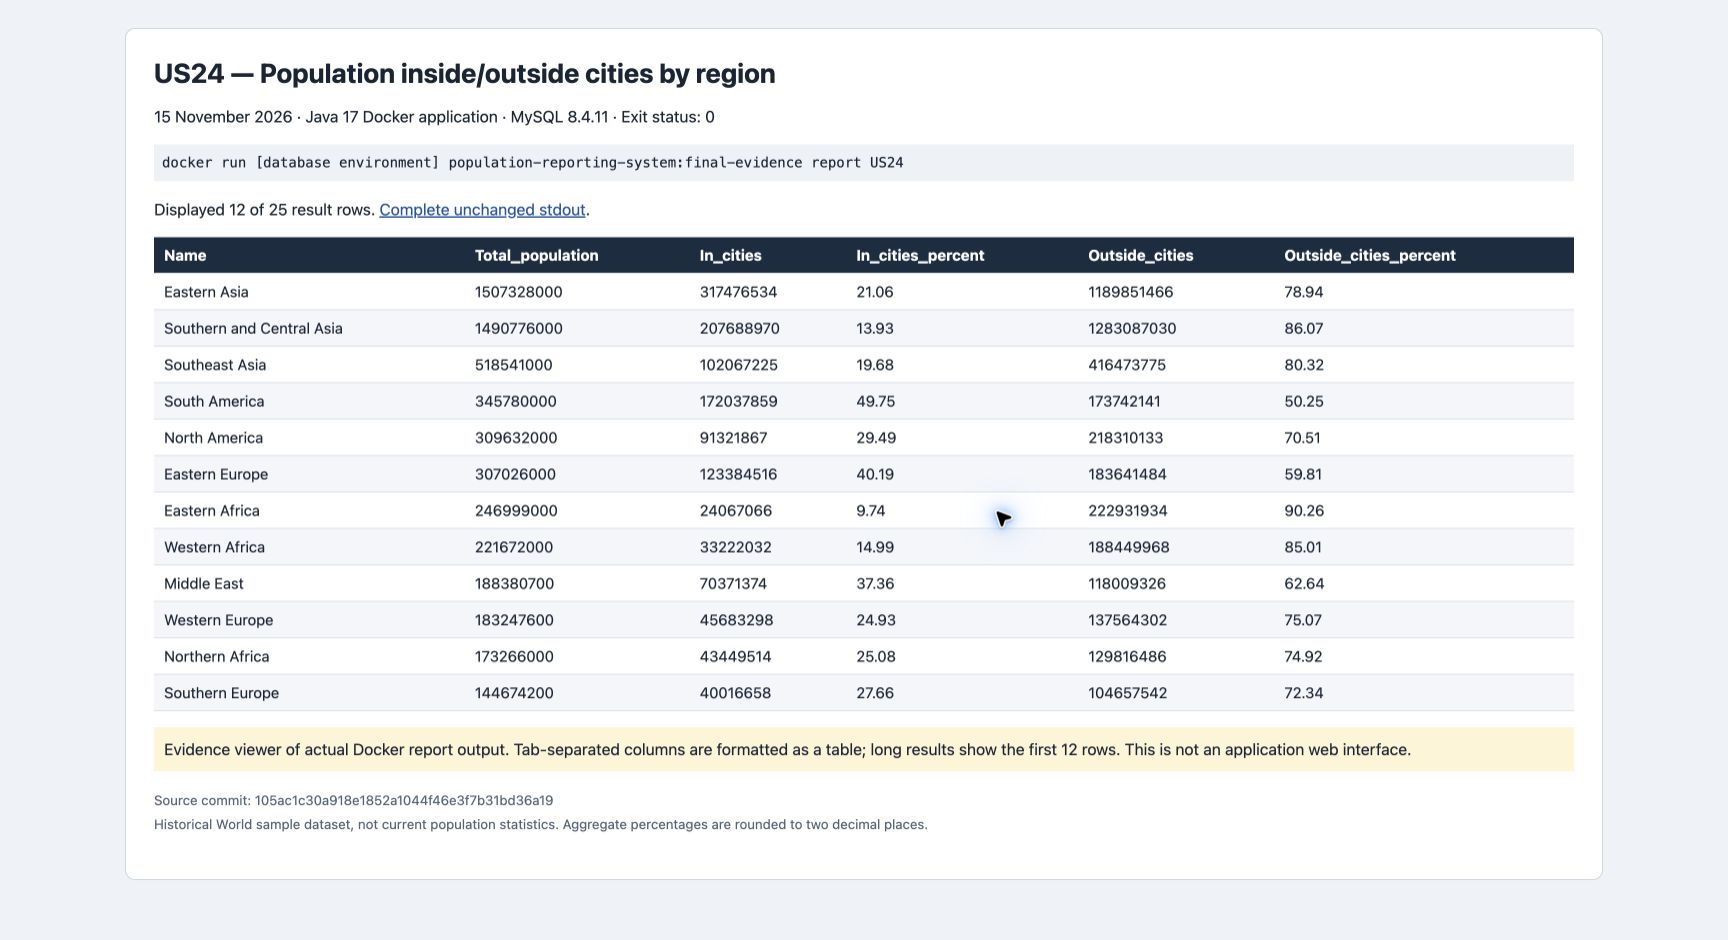 US24 — Population inside/outside cities by region
15 November 2026 · Java 17 Docker application · MySQL 8.4.11 · Exit status: 0
docker run [database environment] population-reporting-system:final-evidence report US24
Displayed 12 of 25 result rows. Complete unchanged stdout.
Name Total_population In_cities In_cities_percent Outside_cities Outside_cities_percent
Eastern Asia 1507328000 317476534 21.06 1189851466 78.94
Southern and Central Asia 1490776000 207688970 13.93 1283087030 86.07
Southeast Asia 518541000 102067225 19.68 416473775 80.32
South America 345780000 172037859 49.75 173742141 50.25
North America 309632000 91321867 29.49 218310133 70.51
Eastern Europe 307026000 123384516 40.19 183641484 59.81
Eastern Africa 246999000 24067066 9.74 222931934 90.26
Western Africa 221672000 33222032 14.99 188449968 85.01
Middle East 188380700 70371374 37.36 118009326 62.64
Western Europe 183247600 45683298 24.93 137564302 75.07
Northern Africa 173266000 43449514 25.08 129816486 74.92
Southern Europe 144674200 40016658 27.66 104657542 72.34
Evidence viewer of actual Docker report output. Tab-separated columns are formatted as a table; long results show the first 12 rows. This is not an application web interface.
Source commit: 105ac1c30a918e1852a1044f46e3f7b31bd36a19
Historical World sample dataset, not current population statistics. Aggregate percentages are rounded to two decimal places.